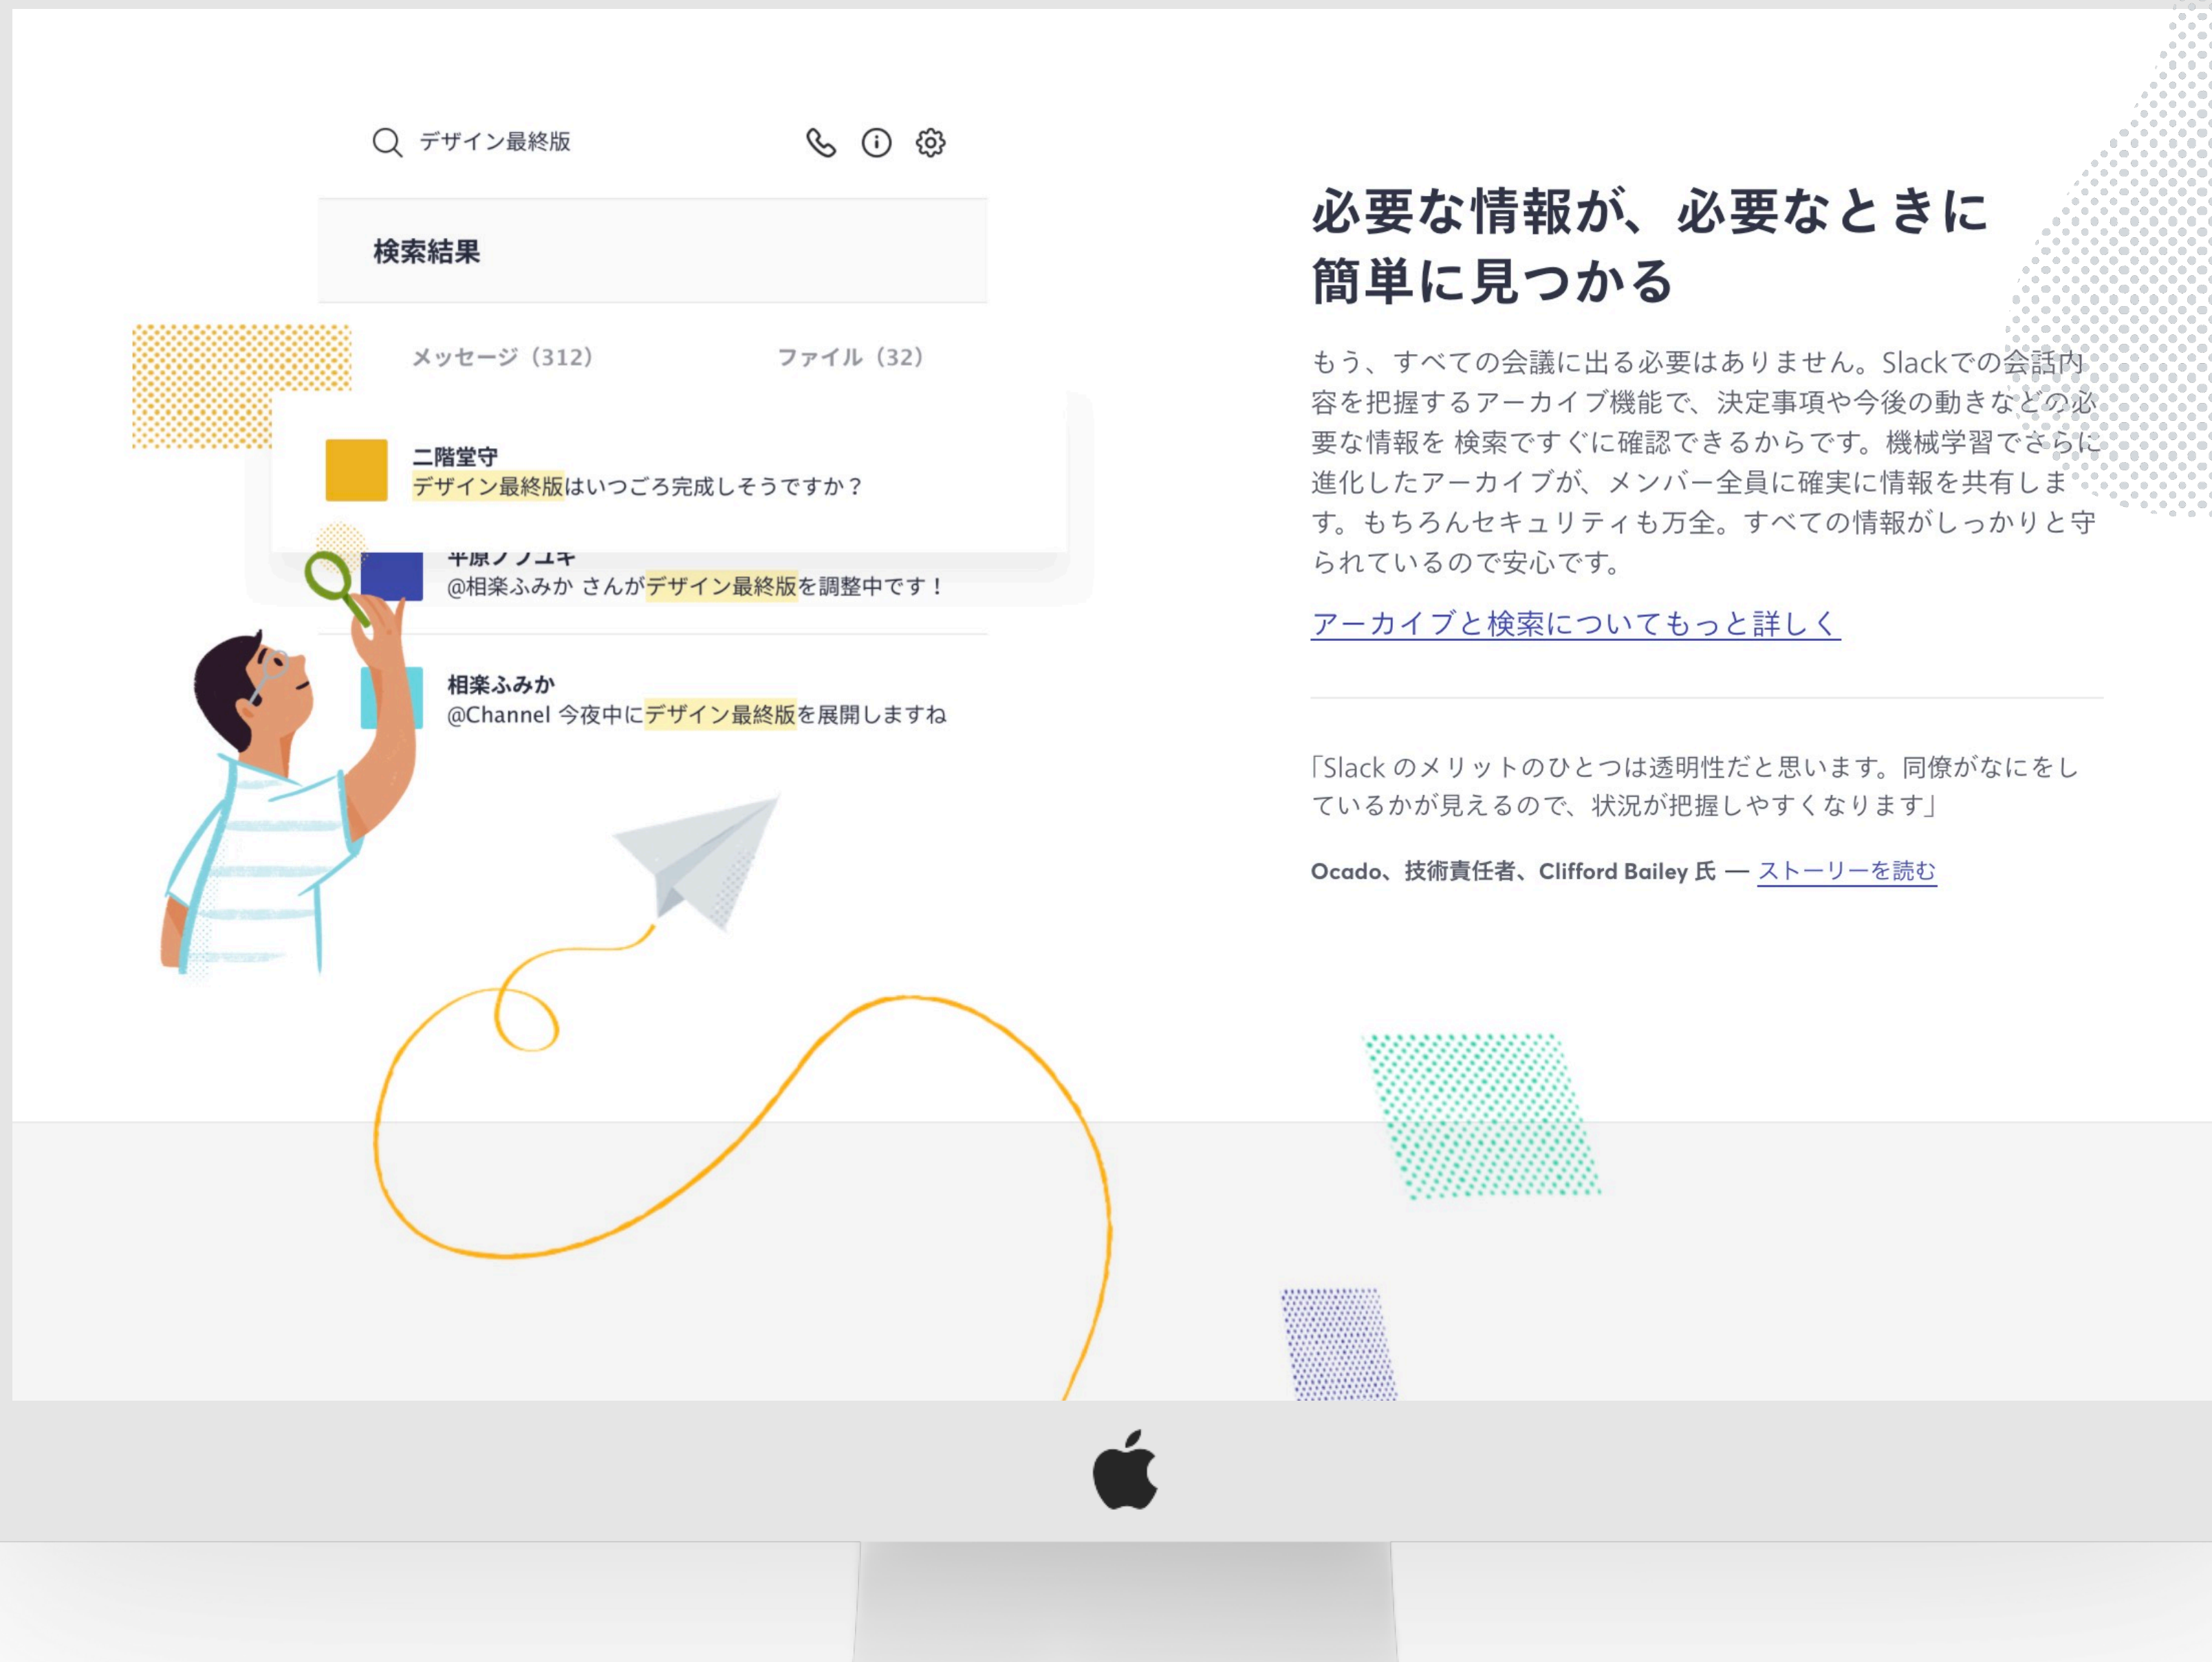 デザイン最終版
検索結果
メッセージ（312）
ファイル（32）
二階堂守
デザイン最終版はいつごろ完成しそうですか？
@相楽ふみか さんがデザイン最終版を調整中です！
相楽ふみか
@Channel 今夜中にデザイン最終版を展開しますね
必要な情報が、必要なときに
簡単に見つかる
もう、すべての会議に出る必要はありません。Slackでの会話内
容を把握するアーカイブ機能で、決定事項や今後の動きなどの必
要な情報を 検索ですぐに確認できるからです。機械学習でさらに
進化したアーカイブが、メンバー全員に確実に情報を共有しま
す。もちろんセキュリティも万全。すべての情報がしっかりと守
られているので安心です。
アーカイブと検索についてもっと詳しく
「Slack のメリットのひとつは透明性だと思います。同僚がなにをし
ているかが見えるので、状況が把握しやすくなります」
Ocado、技術責任者、Clifford Bailey 氏 — ストーリーを読む